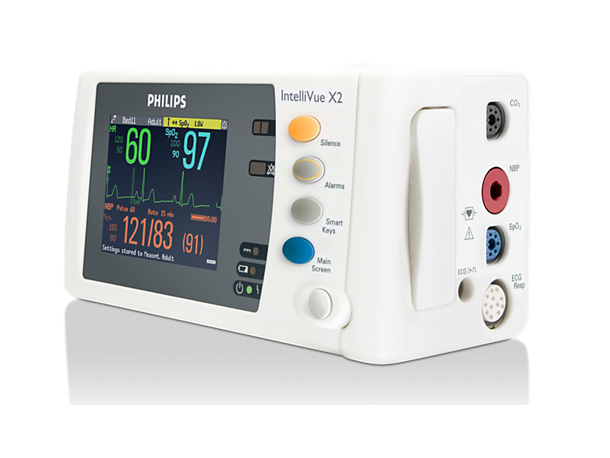 PHILIPS
IntelliVue X2
Bed11 Adult ** SpO₂ LOW
HR
120
50
60
SpO₂
100
90
97
NBP Pulse 60 Auto 15 min
121/83 (91)
Settings stored to Measmt. Adult
Silence
Alarms
Smart
Keys
Main
Screen
CO₂
NBP
SpO₂
ECG
ECG
Resp